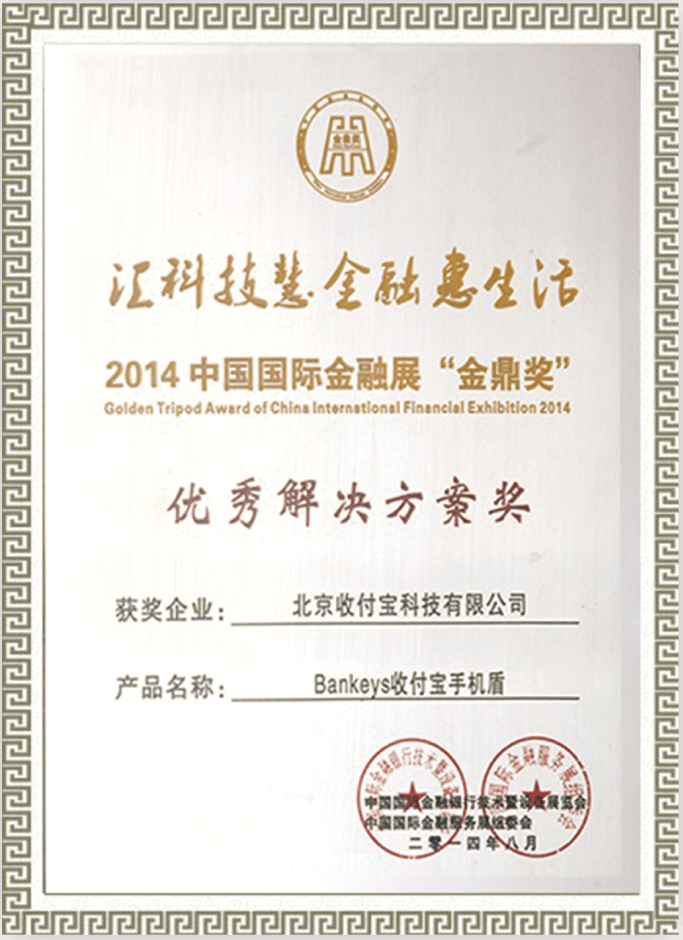 金鼎奖
汇科技慧金融惠生活
2014 中国国际金融展 “金鼎奖”
Golden Tripod Award of China International Financial Exhibition 2014
优秀解决方案奖
获奖企业: 北京收付宝科技有限公司
产品名称: Bankeys收付宝手机盾
中国国际金融银行技术暨设备展览会
中国国际金融服务展组委会
二零一四年八月